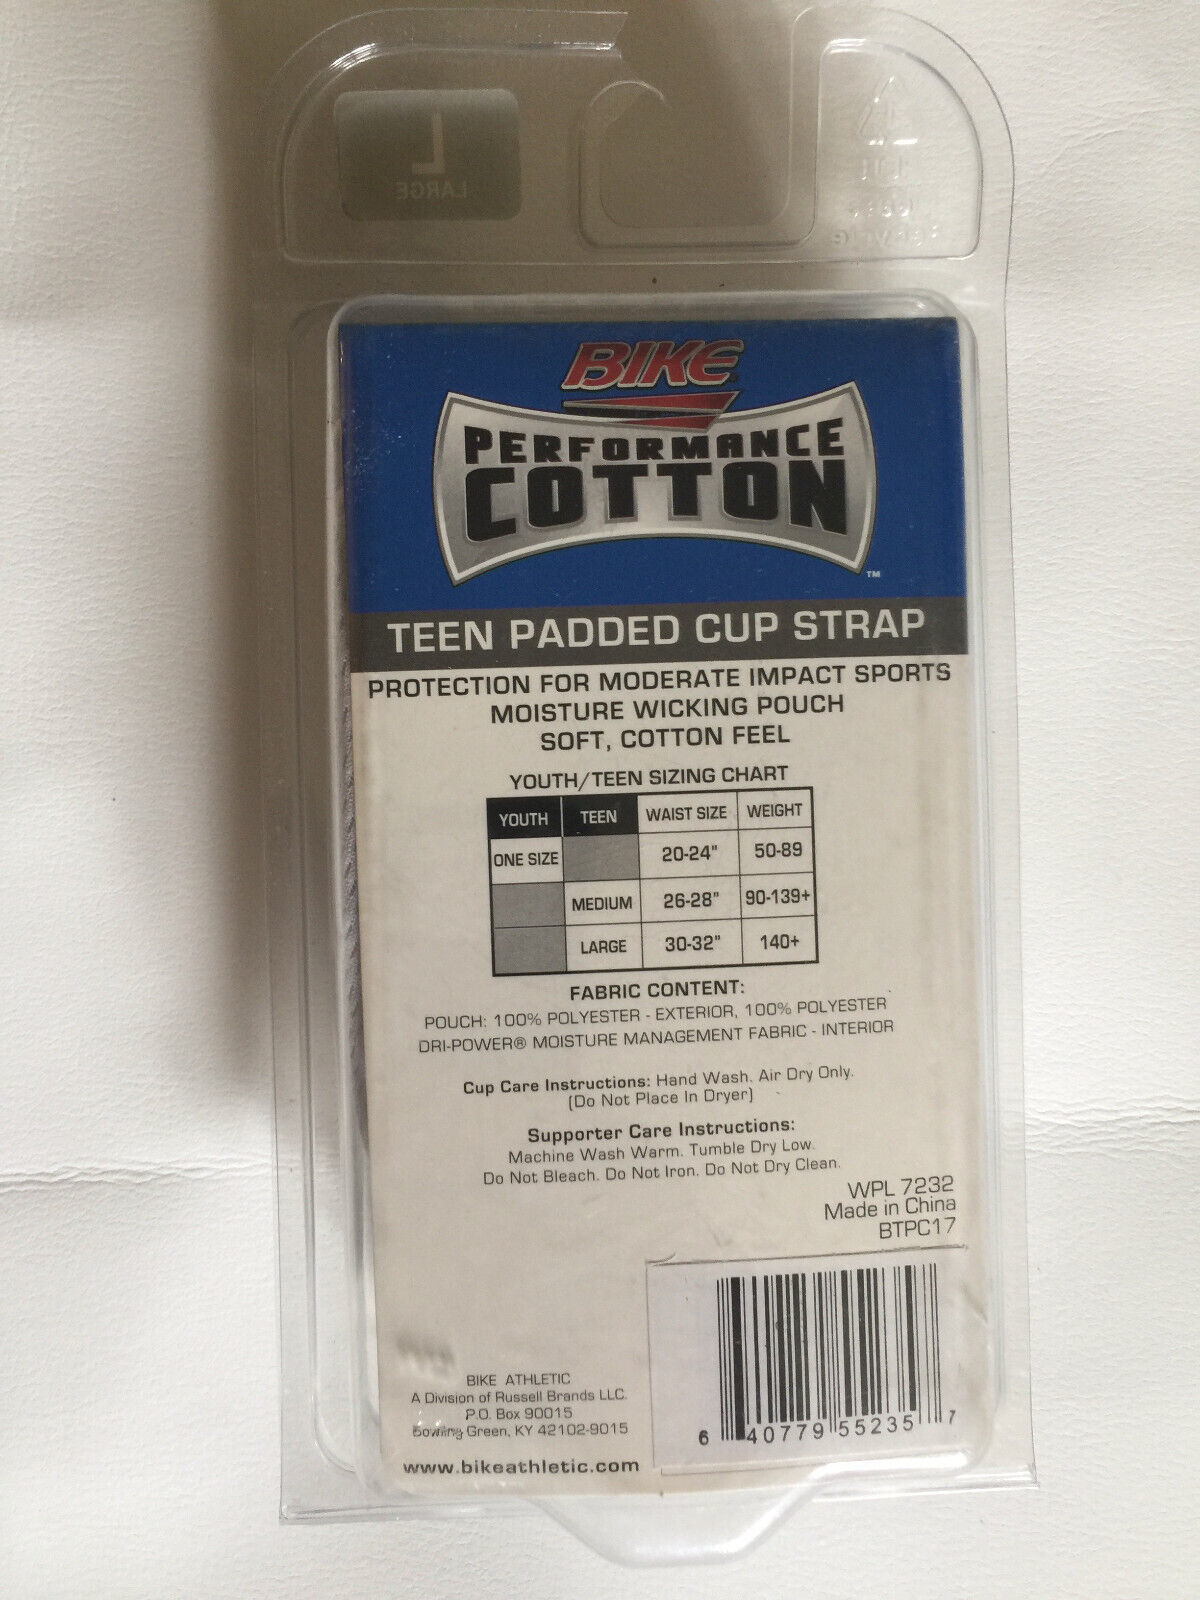 L
LARGE
BIKE
PERFORMANCE
COTTON
™
TEEN PADDED CUP STRAP
PROTECTION FOR MODERATE IMPACT SPORTS
MOISTURE WICKING POUCH
SOFT, COTTON FEEL
YOUTH/TEEN SIZING CHART
YOUTH TEEN WAIST SIZE WEIGHT
ONE SIZE 20-24" 50-89
MEDIUM 26-28" 90-139+
LARGE 30-32" 140+
FABRIC CONTENT:
POUCH: 100% POLYESTER - EXTERIOR, 100% POLYESTER
DRI-POWER® MOISTURE MANAGEMENT FABRIC - INTERIOR
Cup Care Instructions: Hand Wash. Air Dry Only.
(Do Not Place In Dryer)
Supporter Care Instructions:
Machine Wash Warm. Tumble Dry Low.
Do Not Bleach. Do Not Iron. Do Not Dry Clean.
WPL 7232
Made in China
BTPC17
BIKE ATHLETIC
A Division of Russell Brands LLC.
P.O. Box 90015
Bowling Green, KY 42102-9015
www.bikeathletic.com
6 40779 55235 7